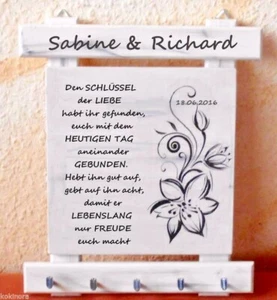 Sabine & Richard
Den SCHLÜSSEL
der LIEBE
habt ihr gefunden,
euch mit dem
HEUTIGEN TAG
aneinander
GEBUNDEN.
Hebt ihn gut auf,
gebt auf ihn acht,
damit er
LEBENSLANG
nur FREUDE
euch macht
18.06.2016
kokinora